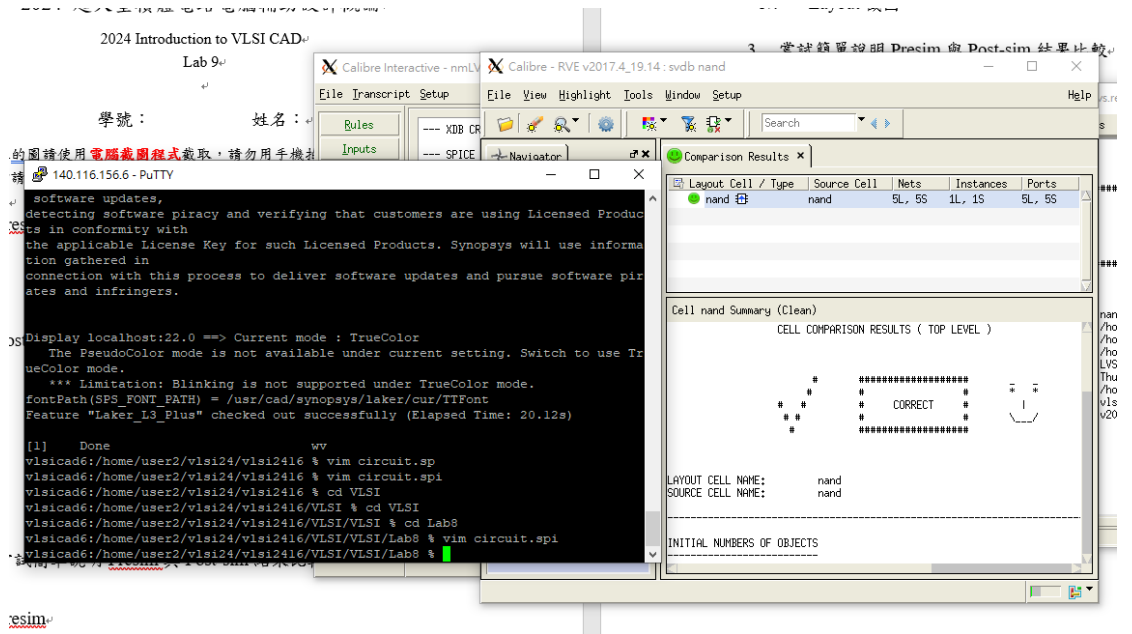 2024 Introduction to VLSI CAD
Lab 9
學號： 姓名：
的圖請使用電腦截圖程式截取，請勿用手機拍
3. 嘗試簡單說明 Presim 與 Post-sim 結果比較
Calibre Interactive - nmLV
File Transcript Setup
Rules
Inputs
--- XDB CR
--- SPICE
Calibre - RVE v2017.4_19.14 : svdb nand
File View Highlight Tools Window Setup Help
Search
Navigator
Comparison Results
Layout Cell / Type Source Cell Nets Instances Ports
nand nand 5L, 5S 1L, 1S 5L, 5S
Cell nand Summary (Clean)
CELL COMPARISON RESULTS ( TOP LEVEL )
# ################### _ _
# # # * *
# # # CORRECT # |
# # # # \___/
# ###################
LAYOUT CELL NAME: nand
SOURCE CELL NAME: nand
INITIAL NUMBERS OF OBJECTS
140.116.156.6 - PuTTY
software updates,
detecting software piracy and verifying that customers are using Licensed Produc
ts in conformity with
the applicable License Key for such Licensed Products. Synopsys will use informa
tion gathered in
connection with this process to deliver software updates and pursue software pir
ates and infringers.
Display localhost:22.0 ==> Current mode : TrueColor
The PseudoColor mode is not available under current setting. Switch to use Tr
ueColor mode.
*** Limitation: Blinking is not supported under TrueColor mode.
fontPath(SPS_FONT_PATH) = /usr/cad/synopsys/laker/cur/TTFont
Feature "Laker_L3_Plus" checked out successfully (Elapsed Time: 20.12s)
[1] Done wv
vlsicad6:/home/user2/vlsi24/vlsi2416 % vim circuit.sp
vlsicad6:/home/user2/vlsi24/vlsi2416 % vim circuit.spi
vlsicad6:/home/user2/vlsi24/vlsi2416 % cd VLSI
vlsicad6:/home/user2/vlsi24/vlsi2416/VLSI % cd VLSI
vlsicad6:/home/user2/vlsi24/vlsi2416/VLSI/VLSI % cd Lab8
vlsicad6:/home/user2/vlsi24/vlsi2416/VLSI/VLSI/Lab8 % vim circuit.spi
vlsicad6:/home/user2/vlsi24/vlsi2416/VLSI/VLSI/Lab8 %
resim